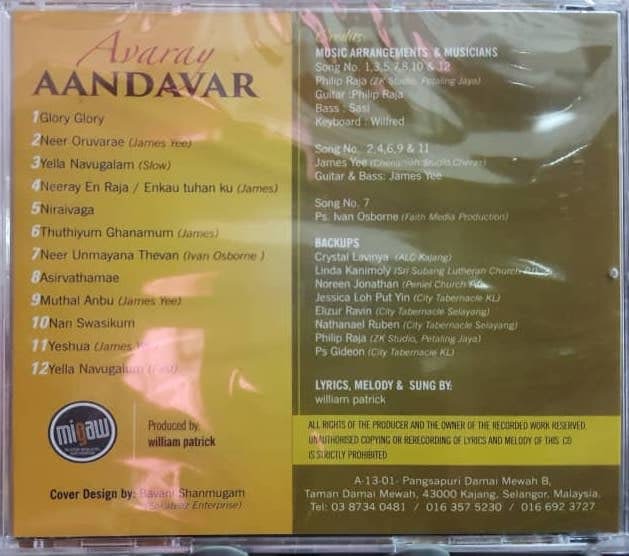 Avaray
AANDAVAR
1 Glory Glory
2 Neer Oruvarae (James Yee)
3 Yella Navugalam (Slow)
4 Neeray En Raja / Enkau tuhan ku (James)
5 Niraivaga
6 Thuthiyum Ghanamum (James)
7 Neer Unmayana Thevan (Ivan Osborne )
8 Asirvathamae
9 Muthal Anbu (James Yee)
10 Nan Swasikum
11 Yeshua (James
12 Yella Navugalum
migaw
Produced by:
william patrick
Cover Design by: Bavani Shanmugam
Enterprise)
Credits:
MUSIC ARRANGEMENTS & MUSICIANS
Song No. 1,3,5,7,8,10 & 12
Philip Raja (ZK Studio, Petaling Jaya)
Guitar :Philip Raja
Bass : Sasi
Keyboard : Wilfred
Song No. 2,4,6,9 & 11
James Yee
Guitar & Bass: James Yee
Song No. 7
Ps. Ivan Osborne (Faith Media Production)
BACKUPS
Crystal Lavinya (ALC Kajang)
Linda Kanimoly (Sri Subang Lutheran Church
Noreen Jonathan (Peniel Church
Jessica Loh Put Yin (City Tabernacle KL)
Elizur Ravin (City Tabernacle Selayang)
Nathanael Ruben (City Tabernacle Selayang)
Philip Raja (ZK Studio, Petaling Jaya)
Ps Gideon (City Tabernacle KL)
LYRICS, MELODY & SUNG BY:
william patrick
ALL RIGHTS OF THE PRODUCER AND THE OWNER OF THE RECORDED WORK RESERVED.
UNAUTHORISED COPYING OR RERECORDING OF LYRICS AND MELODY OF THIS CD
IS STRICTLY PROHIBITED
A-13-01- Pangsapuri Damai Mewah B,
Taman Damai Mewah, 43000 Kajang, Selangor, Malaysia.
Tel: 03 8734 0481 / 016 357 5230 / 016 692 3727